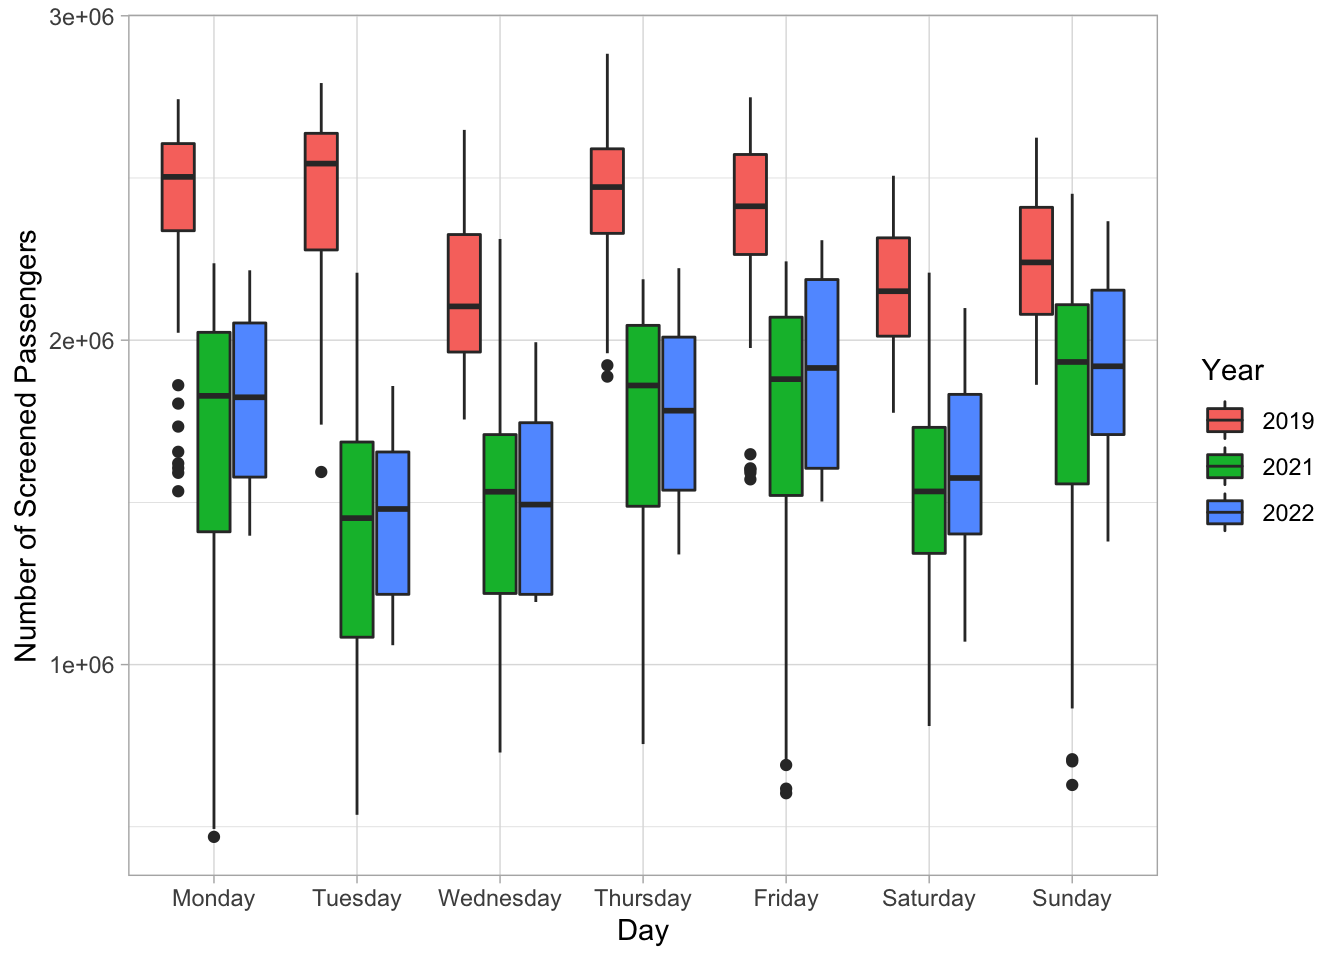 3e+06
2e+06
1e+06
Number of Screened Passengers
Monday Tuesday Wednesday Thursday Friday Saturday Sunday
Day
Year
2019
2021
2022